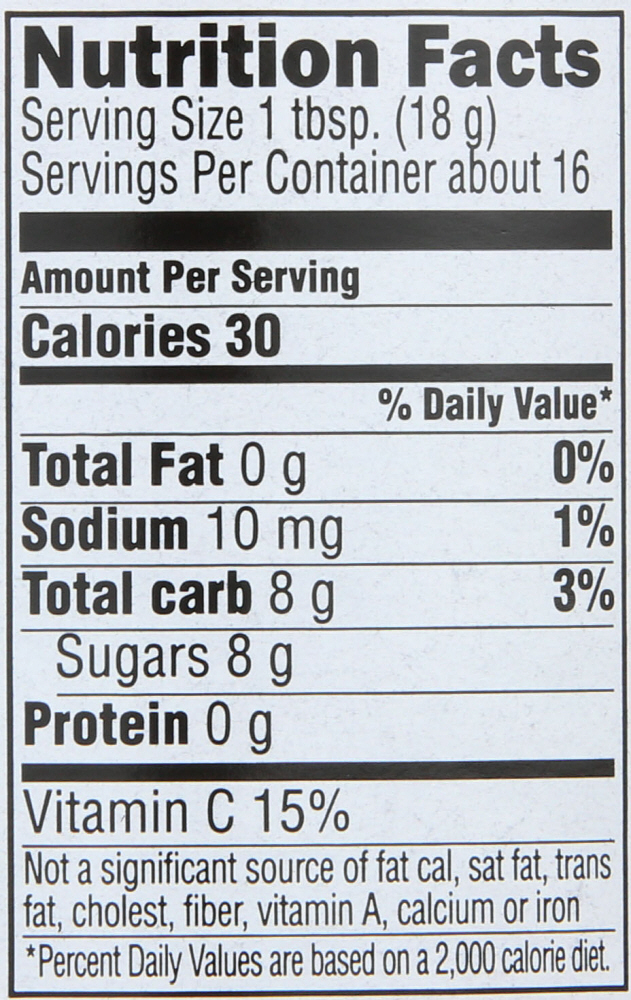 Nutrition Facts
Serving Size 1 tbsp. (18 g)
Servings Per Container about 16
Amount Per Serving
Calories 30
% Daily Value*
Total Fat 0 g 0%
Sodium 10 mg 1%
Total carb 8 g 3%
Sugars 8 g
Protein 0 g
Vitamin C 15%
Not a significant source of fat cal, sat fat, trans
fat, cholest, fiber, vitamin A, calcium or iron
*Percent Daily Values are based on a 2,000 calorie diet.